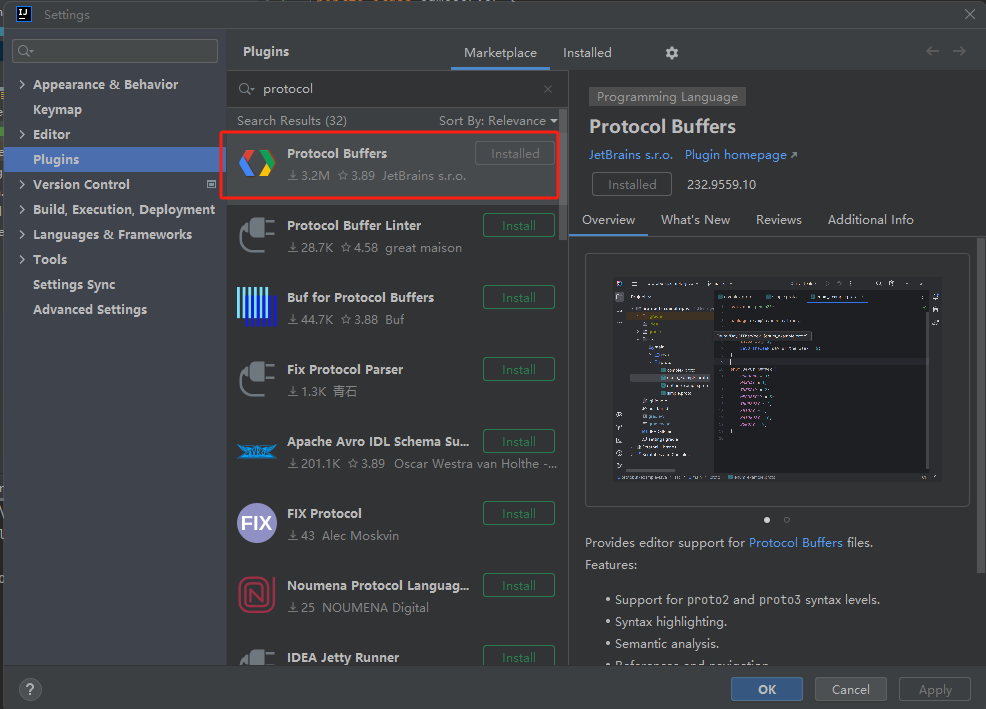 Settings
Plugins
Marketplace
Installed
Appearance & Behavior
Keymap
Editor
Plugins
Version Control
Build, Execution, Deployment
Languages & Frameworks
Tools
Settings Sync
Advanced Settings
protocol
Search Results (32)
Sort By: Relevance
Protocol Buffers
Installed
3.2M 3.89 JetBrains s.r.o.
Protocol Buffer Linter
Install
28.7K 4.58 great maison
Buf for Protocol Buffers
Install
44.7K 3.88 Buf
Fix Protocol Parser
Install
1.3K 青石
Apache Avro IDL Schema Su...
Install
201.1K 3.89 Oscar Westra van Holthe -...
FIX
FIX Protocol
Install
43 Alec Moskvin
Noumena Protocol Languag...
Install
25 NOUMENA Digital
IDEA Jetty Runner
Install
Programming Language
Protocol Buffers
JetBrains s.r.o. Plugin homepage
Installed
232.9559.10
Overview
What's New
Reviews
Additional Info
Provides editor support for Protocol Buffers files.
Features:
• Support for proto2 and proto3 syntax levels.
• Syntax highlighting.
• Semantic analysis.
• References and navigation.
?
OK
Cancel
Apply